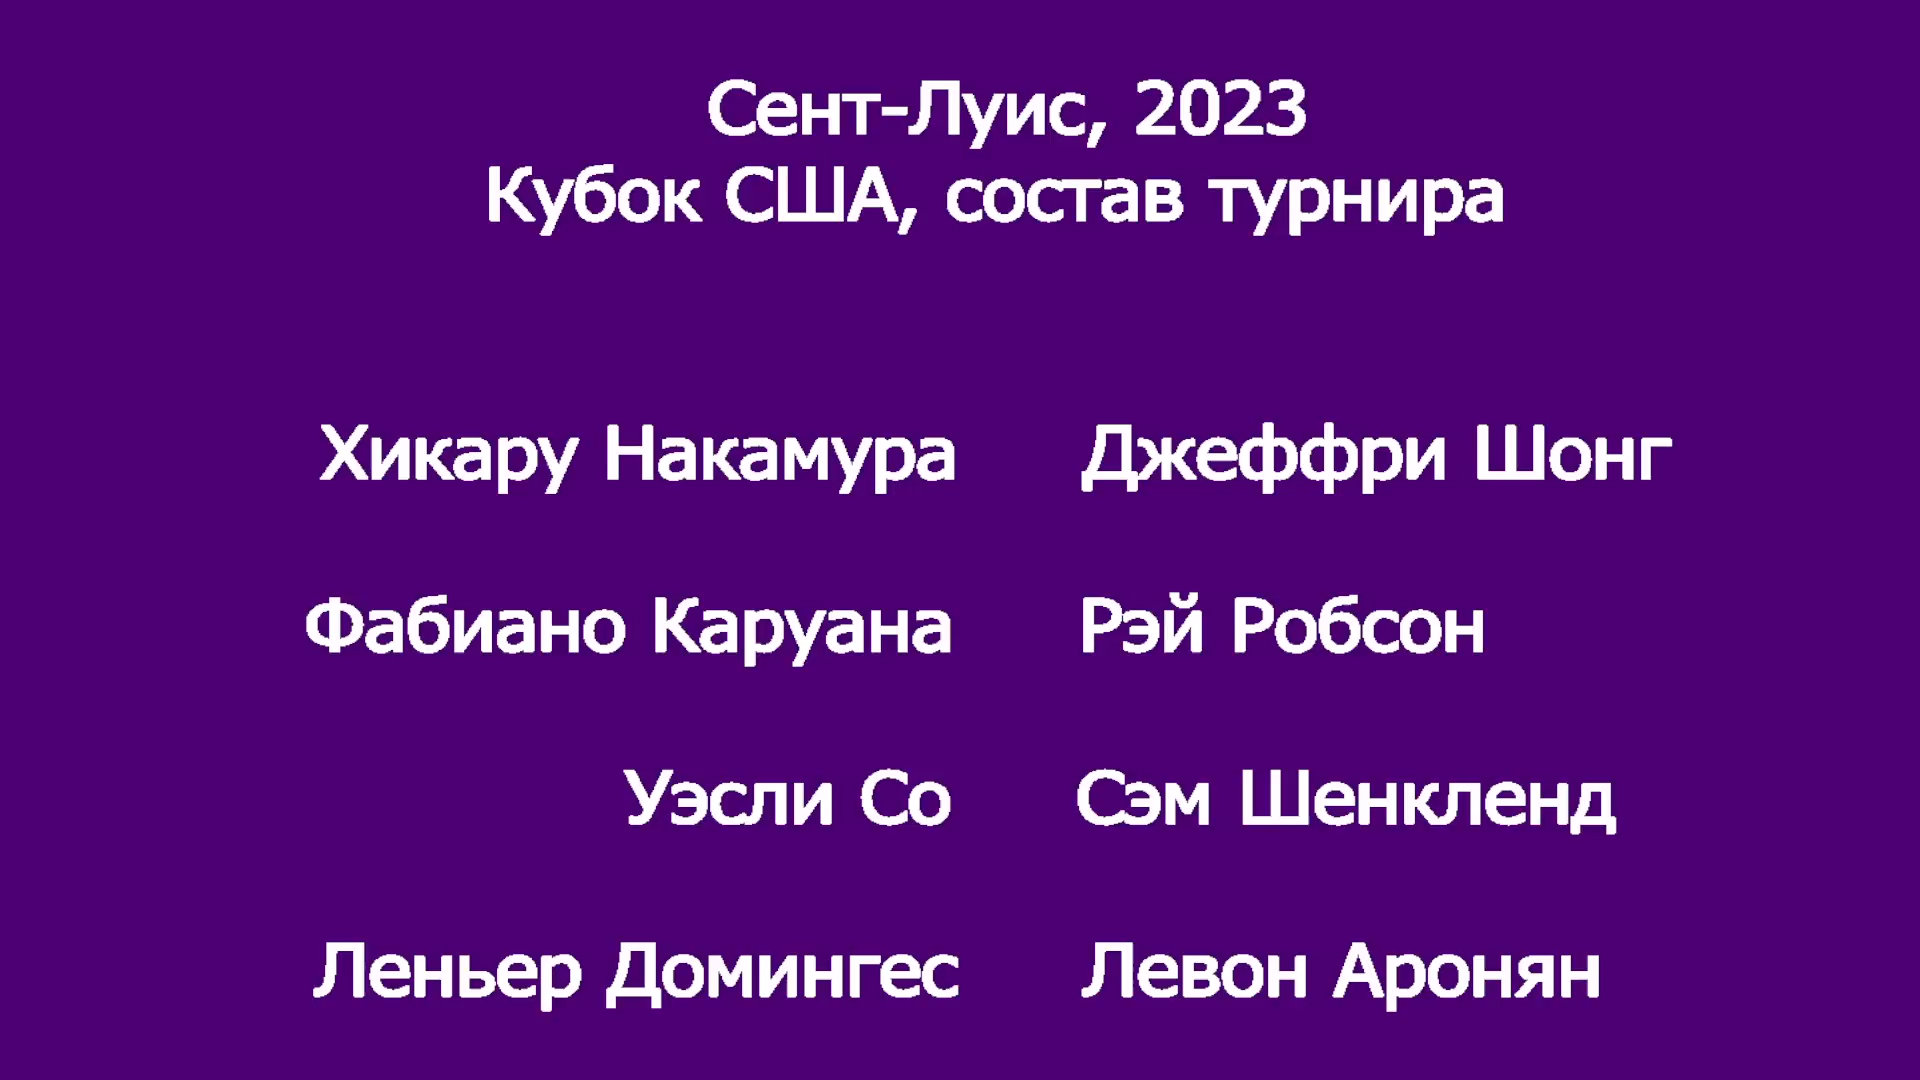 Сент-Луис, 2023
Кубок США, состав турнира
Хикару Накамура Джеффри Шонг
Фабиано Каруана Рэй Робсон
Уэсли Со Сэм Шенкленд
Леньер Домингес Левон Аронян